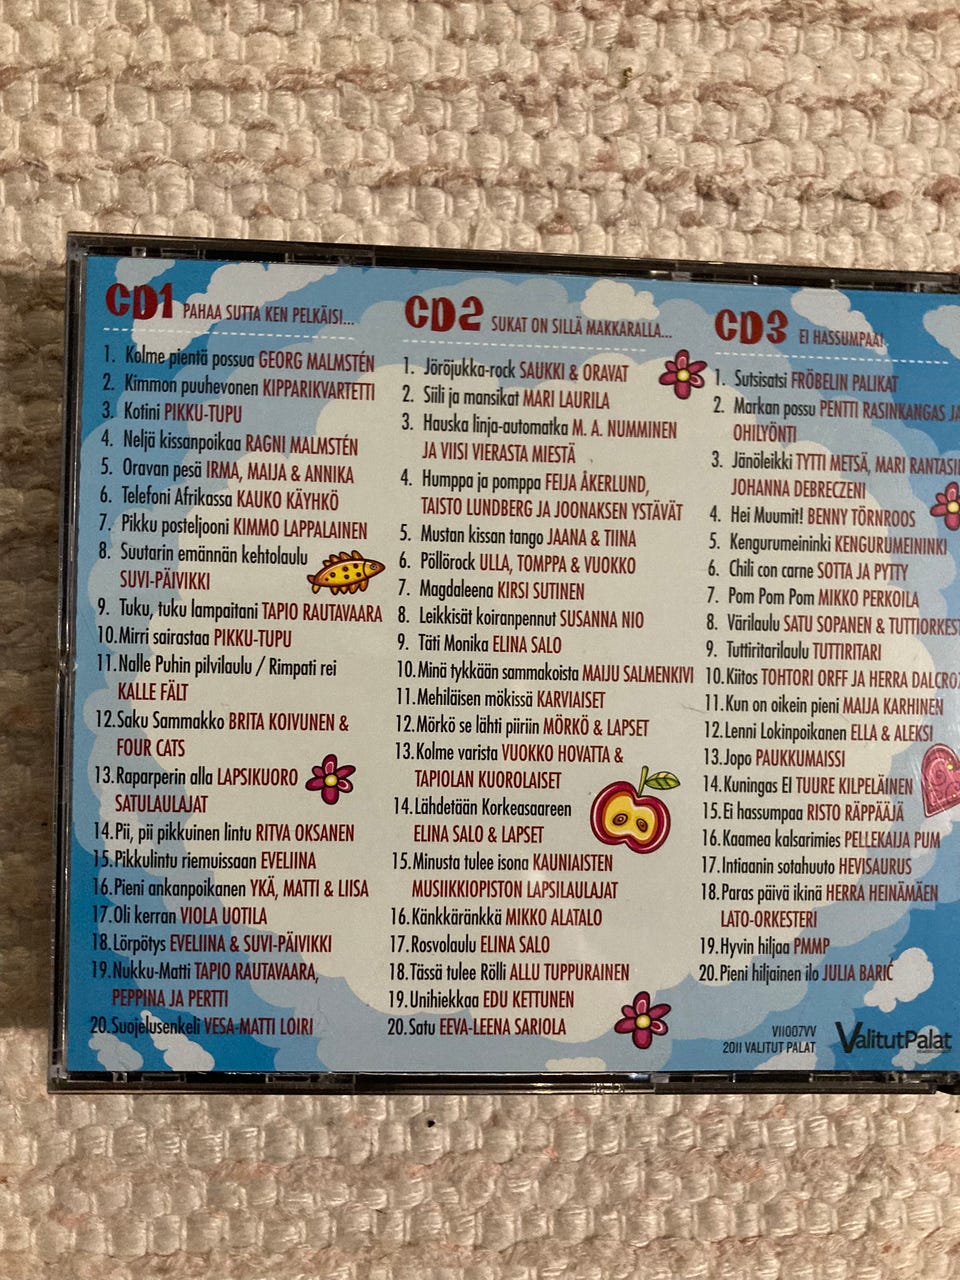 CD1 PAHAA SUTTA KEN PELKÄISI...
1. Kolme pientä possua GEORG MALMSTÉN
2. Kimmon puuhevonen KIPPARIKVARTETTI
3. Kotini PIKKU-TUPU
4. Neljä kissanpoikaa RAGNI MALMSTÉN
5. Oravan pesä IRMA, MAIJA & ANNIKA
6. Telefoni Afrikassa KAUKO KÄYHKÖ
7. Pikku posteljooni KIMMO LAPPALAINEN
8. Suutarin emännän kehtolaulu
SUVI-PÄIVIKKI
9. Tuku, tuku lampaitani TAPIO RAUTAVAARA
10. Mirri sairastaa PIKKU-TUPU
11. Nalle Puhin pilvilaulu / Rimpati rei
KALLE FÄLT
12. Saku Sammakko BRITA KOIVUNEN &
FOUR CATS
13. Raparperin alla LAPSIKUORO
SATULAULAJAT
14. Pii, pii pikkuinen lintu RITVA OKSANEN
15. Pikkulintu riemuissaan EVELIINA
16. Pieni ankanpoikanen YKÄ, MATTI & LIISA
17. Oli kerran VIOLA UOTILA
18. Lörpötys EVELIINA & SUVI-PÄIVIKKI
19. Nukku-Matti TAPIO RAUTAVAARA,
PEPPINA JA PERTTI
20. Suojelusenkeli VESA-MATTI LOIRI
CD2 SUKAT ON SILLÄ MAKKARALLA...
1. Jöröjukka-rock SAUKKI & ORAVAT
2. Siili ja mansikat MARI LAURILA
3. Hauska linja-automatka M. A. NUMMINEN
JA VIISI VIERASTA MIESTÄ
4. Humppa ja pomppa FEIJA ÅKERLUND,
TAISTO LUNDBERG JA JOONAKSEN YSTÄVÄT
5. Mustan kissan tango JAANA & TIINA
6. Pöllörock ULLA, TOMPPA & VUOKKO
7. Magdaleena KIRSI SUTINEN
8. Leikkisät koiranpennut SUSANNA NIO
9. Täti Monika ELINA SALO
10. Minä tykkään sammakoista MAIJU SALMENKIVI
11. Mehiläisen mökissä KARVIAISET
12. Mörkö se lähti piiriin MÖRKÖ & LAPSET
13. Kolme varista VUOKKO HOVATTA &
TAPIOLAN KUOROLAISET
14. Lähdetään Korkeasaareen
ELINA SALO & LAPSET
15. Minusta tulee isona KAUNIAISTEN
MUSIIKKIOPISTON LAPSILAULAJAT
16. Känkkäränkkä MIKKO ALATALO
17. Rosvolaulu ELINA SALO
18. Tässä tulee Rölli ALLU TUPPURAINEN
19. Unihiekkaa EDU KETTUNEN
20. Satu EEVA-LEENA SARIOLA
CD3 EI HASSUMPAA!
1. Sutsisatsi FRÖBELIN PALIKAT
2. Markan possu PENTTI RASINKANGAS JA
OHILYÖNTI
3. Jänöleikki TYTTI METSÄ, MARI
JOHANNA DEBRECZENI
4. Hei Muumit! BENNY TÖRNROOS
5. Kengurumeininki KENGURUMEININKI
6. Chili con carne SOTTA JA PYTTY
7. Pom Pom Pom MIKKO PERKOILA
8. Värilaulu SATU SOPANEN &
9. Tuttiritarilaulu TUTTIRITARI
10. Kiitos TOHTORI ORFF JA HERRA
11. Kun on oikein pieni MAIJA KARHINEN
12. Lenni Lokinpoikanen ELLA & ALEKSI
13. Jopo PAUKKUMAISSI
14. Kuningas EI TUURE KILPELÄINEN
15. Ei hassumpaa RISTO RÄPPÄÄJÄ
16. Kaamea kalsarimies PELLEKAIJA PUM
17. Intiaanin sotahuuto HEVISAURUS
18. Paras päivä ikinä HERRA HEINÄMÄEN
LATO-ORKESTERI
19. Hyvin hiljaa PMMP
20. Pieni hiljainen ilo JULIA BARIĆ
VII007VV
2011 VALITUT PALAT
ValitutPalat